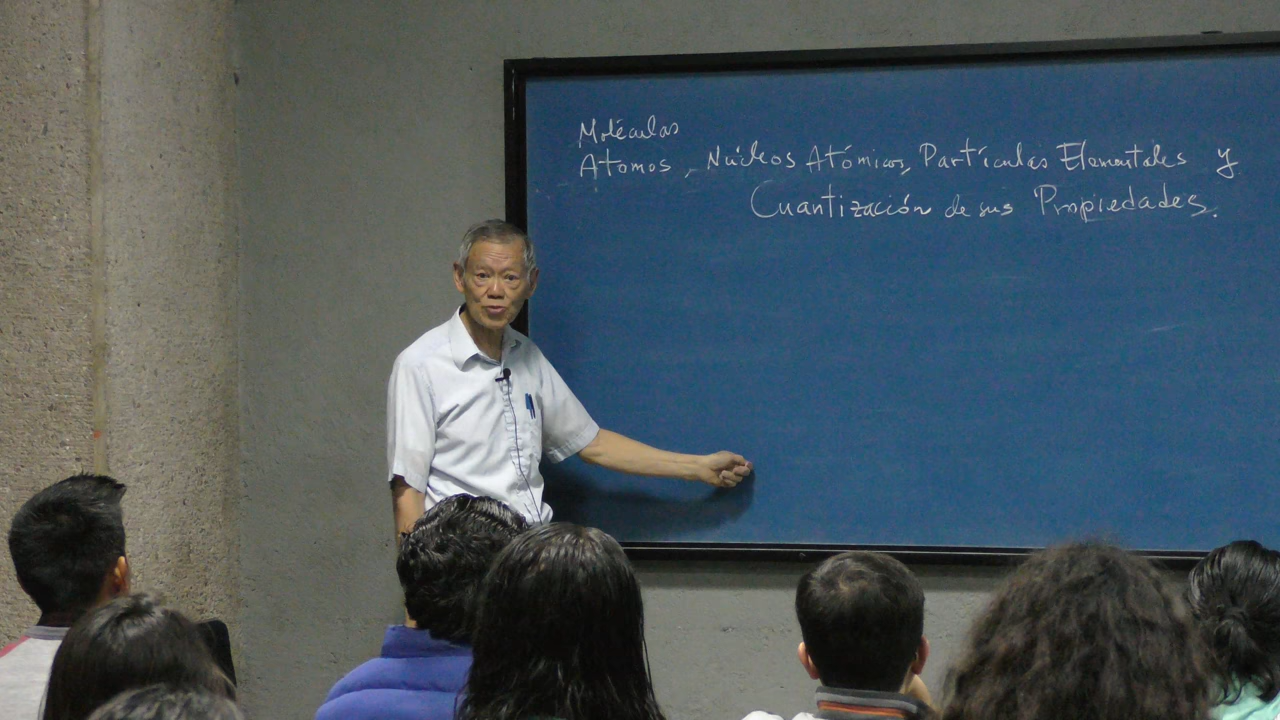 Moléculas
Atomos, Núcleos Atómicos, Partículas Elementales y
Cuantización de sus Propiedades.